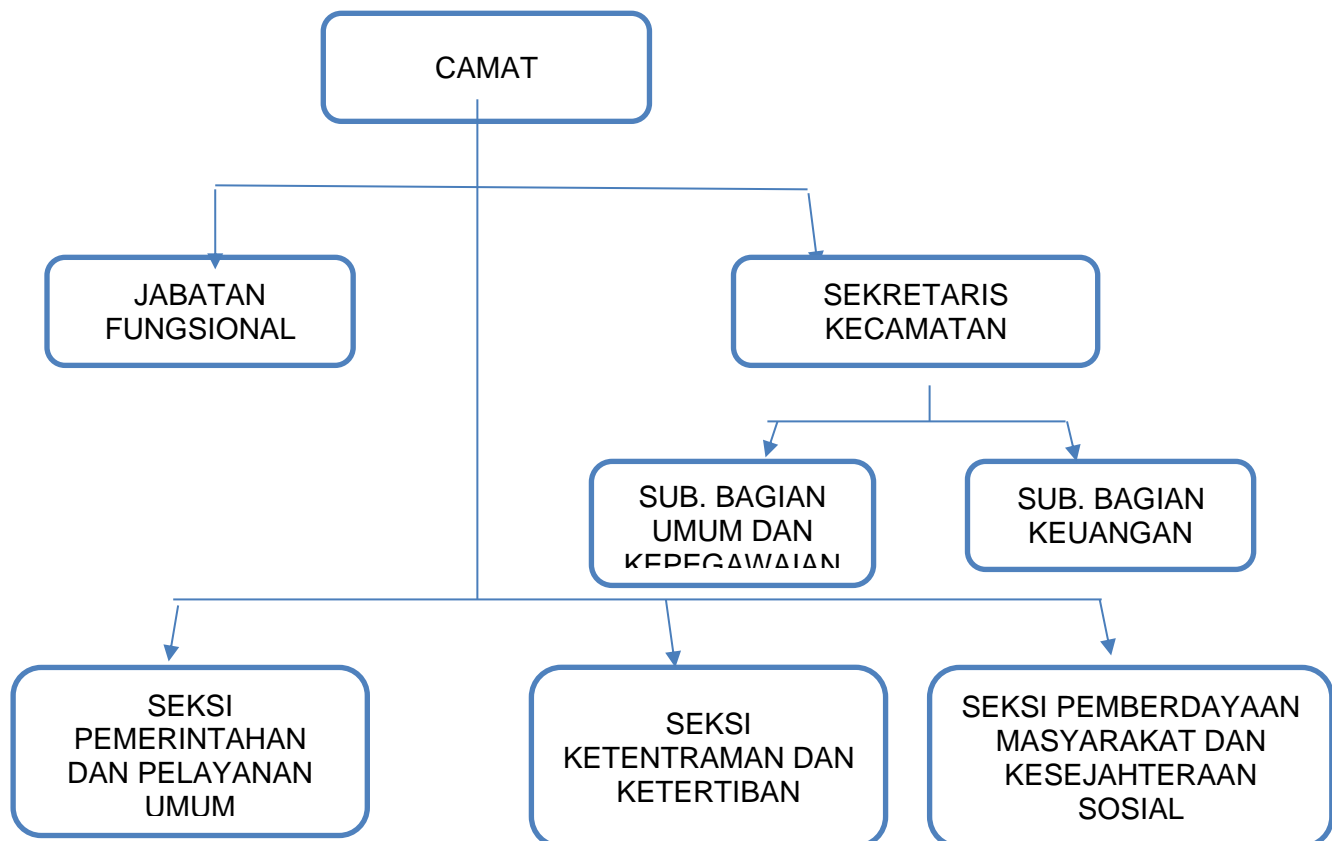 CAMAT
JABATAN
FUNGSIONAL
SEKRETARIS
KECAMATAN
SUB. BAGIAN
UMUM DAN
KEPEGAWAIAN
SUB. BAGIAN
KEUANGAN
SEKSI
PEMERINTAHAN
DAN PELAYANAN
UMUM
SEKSI
KETENTRAMAN DAN
KETERTIBAN
SEKSI PEMBERDAYAAN
MASYARAKAT DAN
KESEJAHTERAAN
SOSIAL